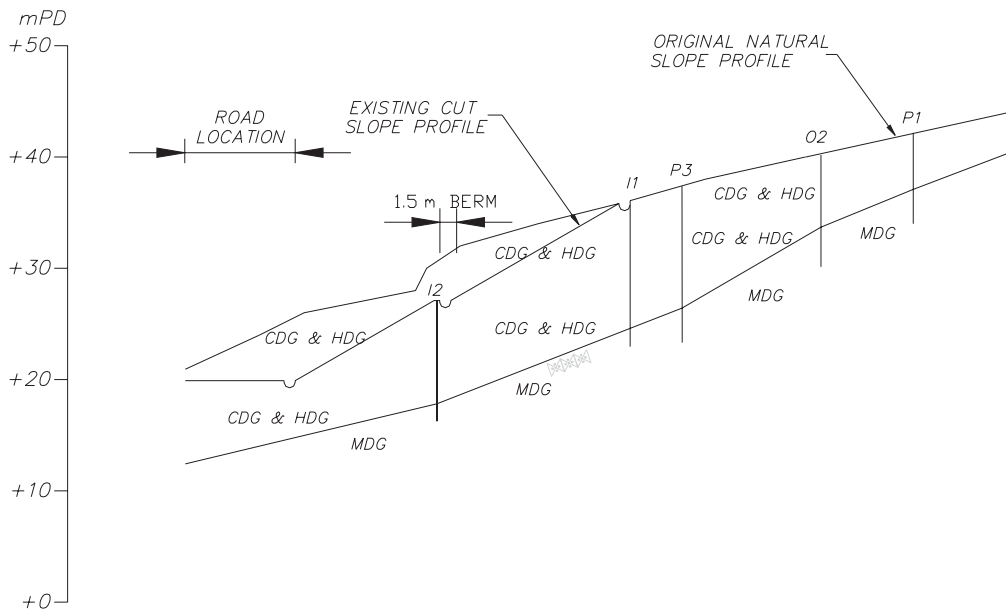 mPD
+50
ORIGINAL NATURAL
SLOPE PROFILE
EXISTING CUT
SLOPE PROFILE
ROAD
LOCATION
P1
O2
+40
P3
I1
CDG & HDG
1.5 m BERM
CDG & HDG
MDG
CDG & HDG
+30
I2
MDG
CDG & HDG
CDG & HDG
+20
MDG
CDG & HDG
MDG
+10
+0